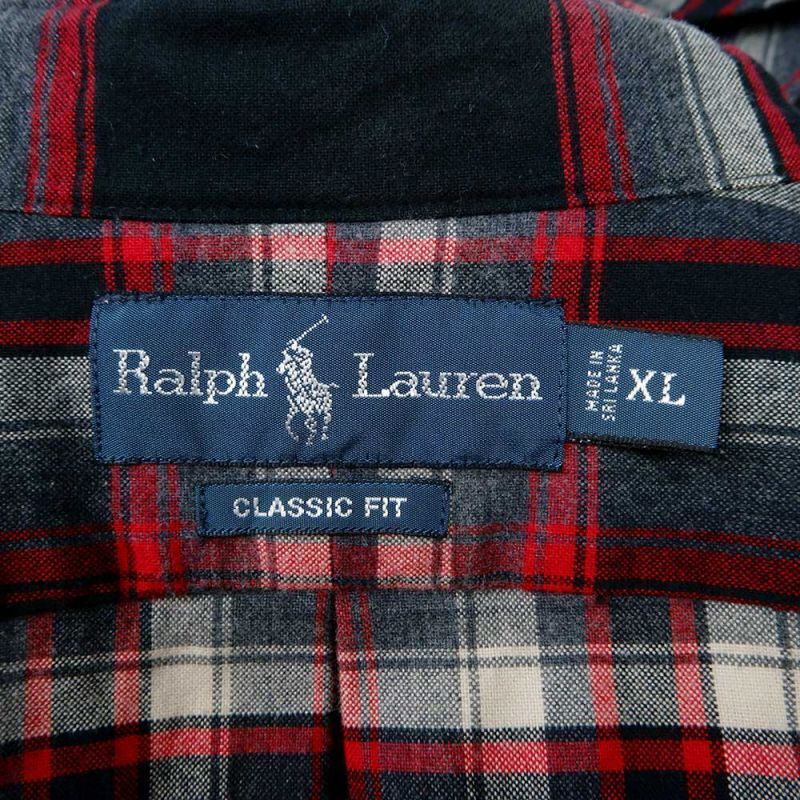 Ralph Lauren
MADE IN
SRI LANKA
XL
CLASSIC FIT